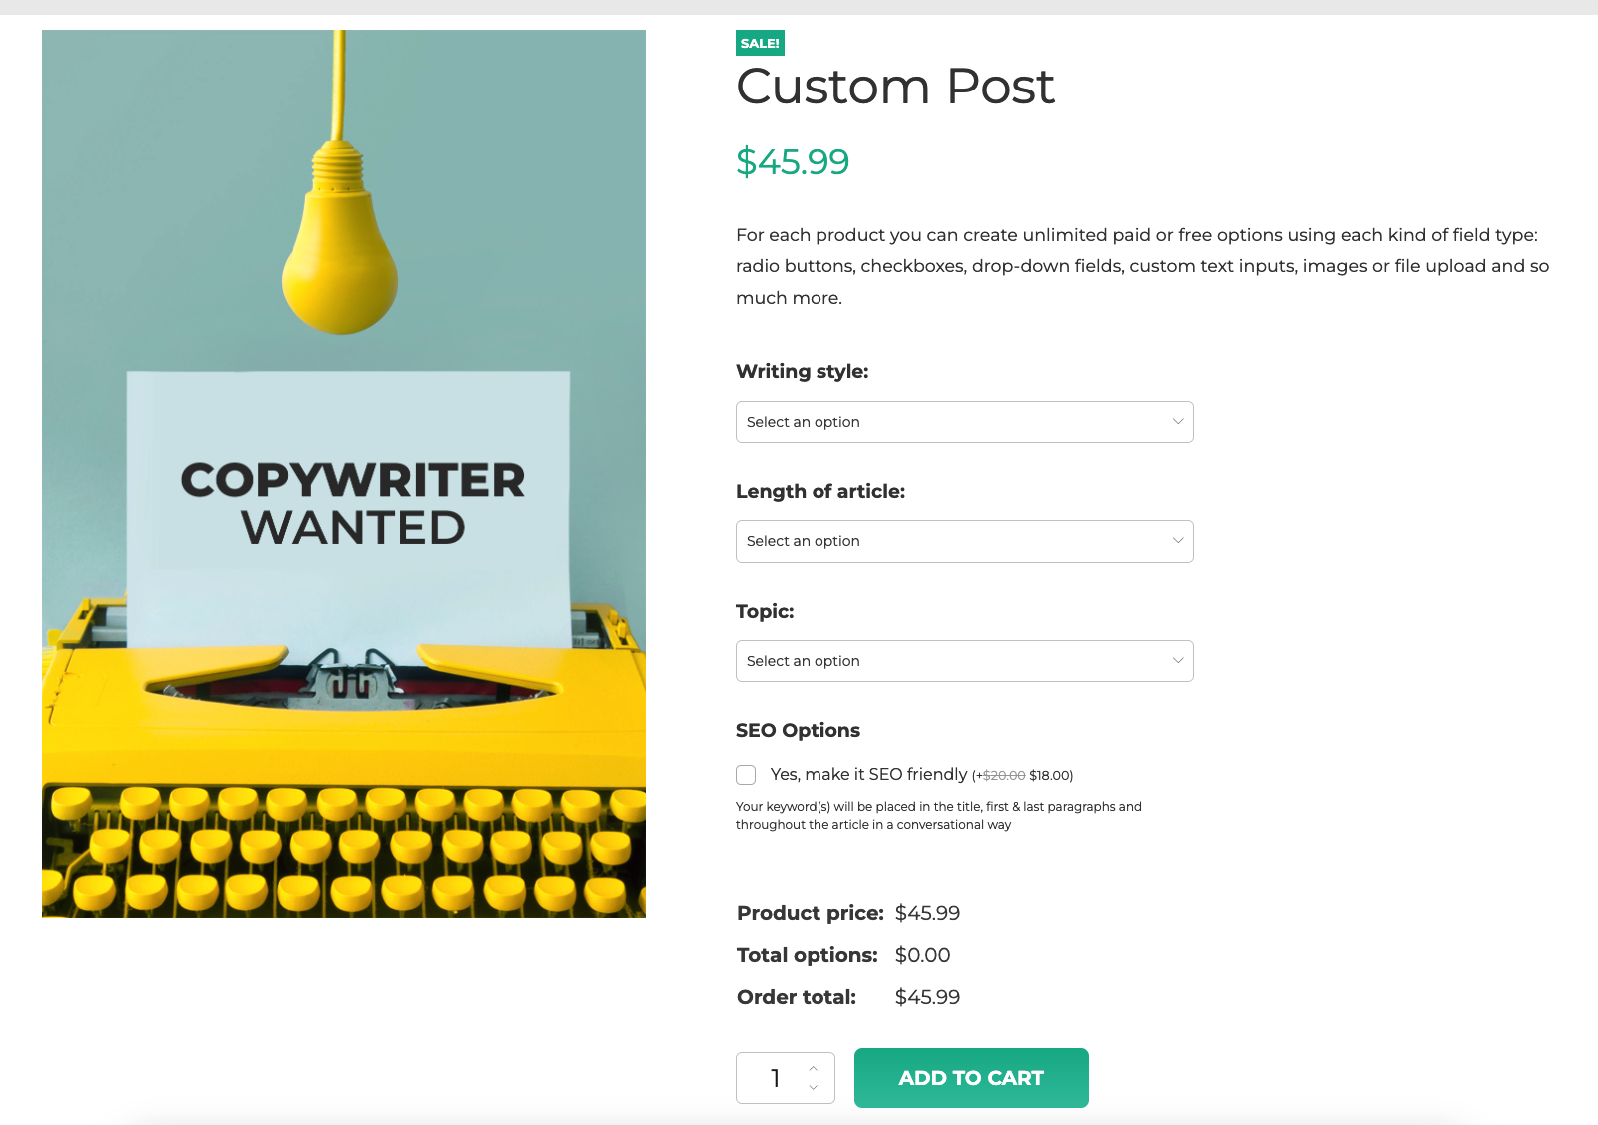 SALE!
Custom Post
$45.99
For each product you can create unlimited paid or free options using each kind of field type:
radio buttons, checkboxes, drop-down fields, custom text inputs, images or file upload and so
much more.
COPYWRITER
WANTED
Writing style:
Select an option
Length of article:
Select an option
Topic:
Select an option
SEO Options
Yes, make it SEO friendly (+$20.00 $18.00)
Your keyword(s) will be placed in the title, first & last paragraphs and
throughout the article in a conversational way
Product price: $45.99
Total options: $0.00
Order total: $45.99
1
ADD TO CART